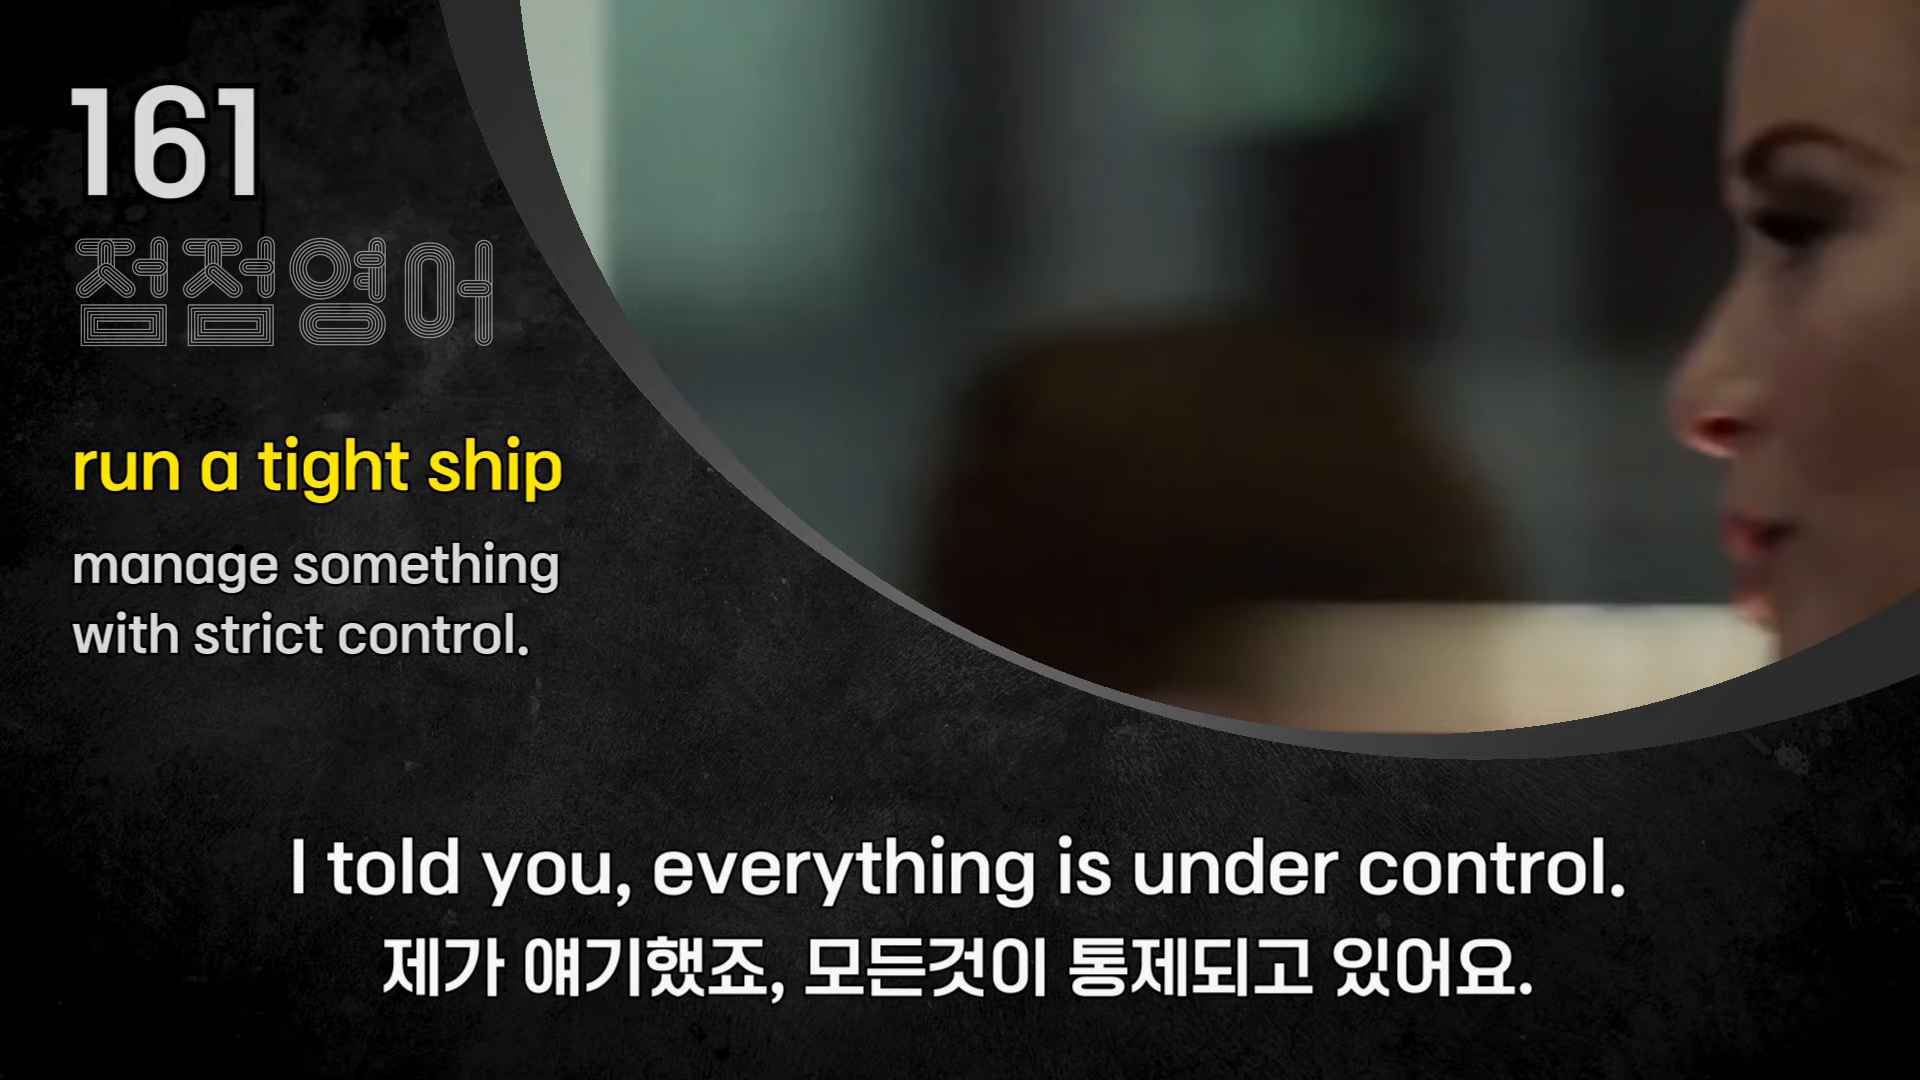 161
점점영어
run a tight ship
manage something
with strict control.
I told you, everything is under control.
제가 얘기했죠, 모든것이 통제되고 있어요.